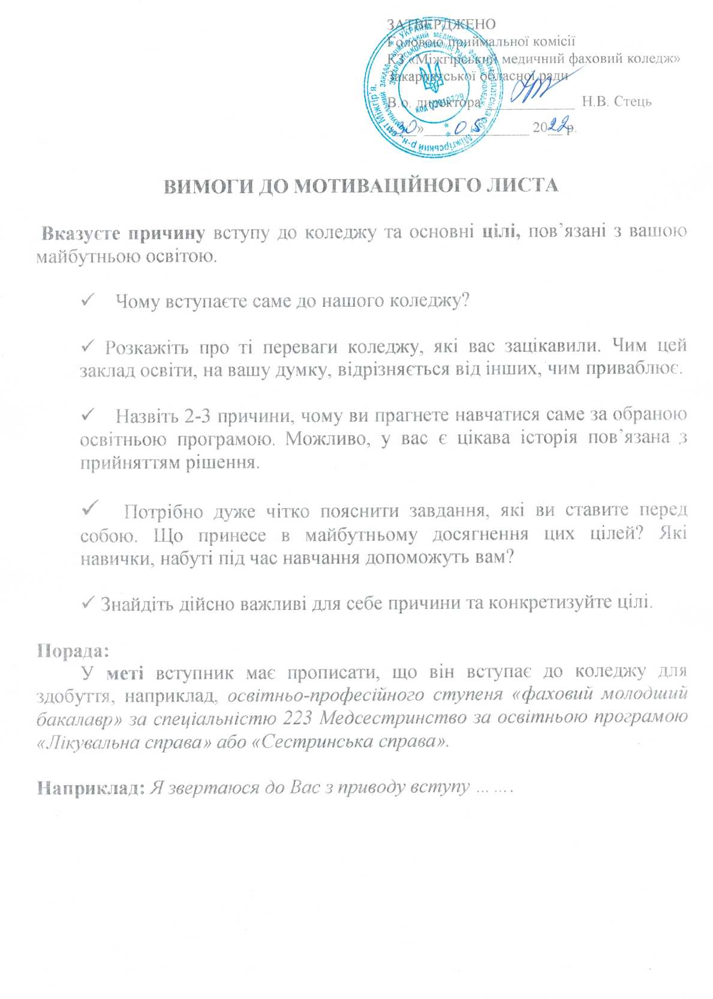 ЗАТВЕРДЖЕНО
Головою приймальної комісії
КЗ «Міжгірський медичний фаховий коледж»
Закарпатської обласної ради
В.о. директора ____________ Н.В. Стець
«30» 05 2022 р.
УКРАЇНА
КОД 02010729
ВИМОГИ ДО МОТИВАЦІЙНОГО ЛИСТА
Вказуєте причину вступу до коледжу та основні цілі, пов’язані з вашою
майбутньою освітою.
✓ Чому вступаєте саме до нашого коледжу?
✓ Розкажіть про ті переваги коледжу, які вас зацікавили. Чим цей
заклад освіти, на вашу думку, відрізняється від інших, чим приваблює.
✓ Назвіть 2-3 причини, чому ви прагнете навчатися саме за обраною
освітньою програмою. Можливо, у вас є цікава історія пов’язана з
прийняттям рішення.
✓ Потрібно дуже чітко пояснити завдання, які ви ставите перед
собою. Що принесе в майбутньому досягнення цих цілей? Які
навички, набуті під час навчання допоможуть вам?
✓ Знайдіть дійсно важливі для себе причини та конкретизуйте цілі.
Порада:
У меті вступник має прописати, що він вступає до коледжу для
здобуття, наприклад, освітньо-професійного ступеня «фаховий молодший
бакалавр» за спеціальністю 223 Медсестринство за освітньою програмою
«Лікувальна справа» або «Сестринська справа».
Наприклад: Я звертаюся до Вас з приводу вступу ... ... .